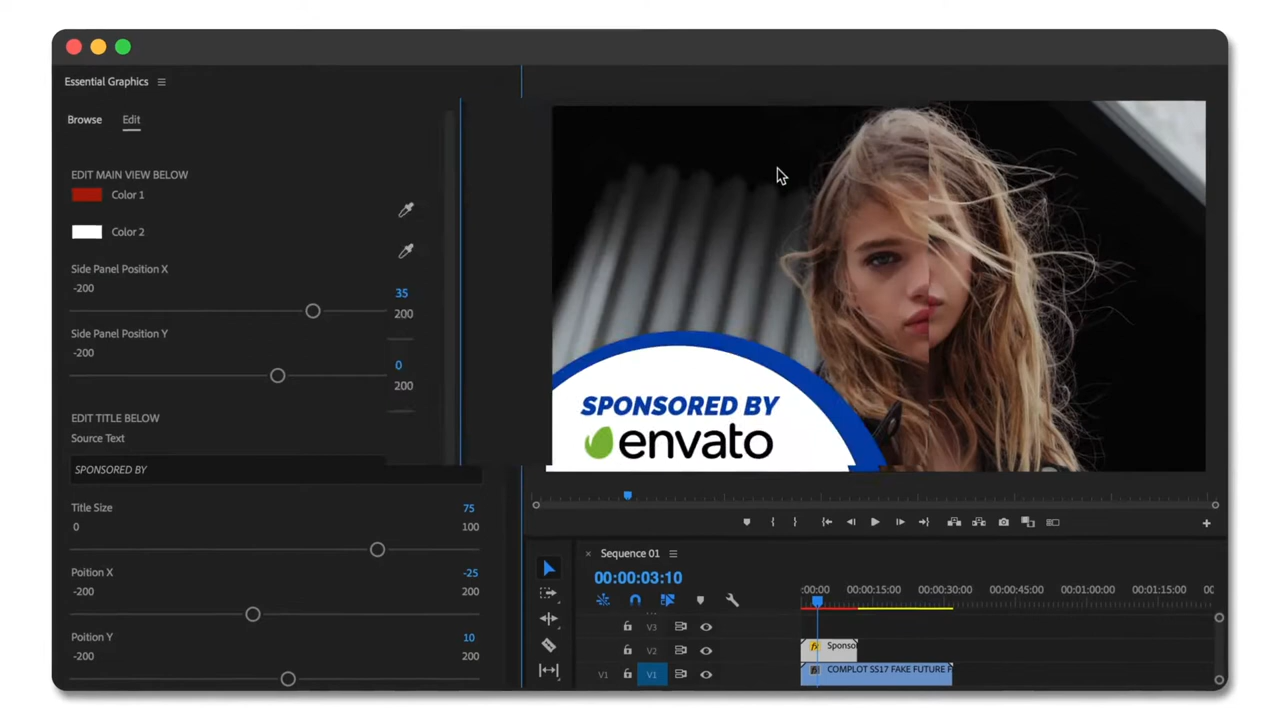 Essential Graphics
Browse Edit
EDIT MAIN VIEW BELOW
Color 1
Color 2
Side Panel Position X
-200
35
200
Side Panel Position Y
-200
0
200
EDIT TITLE BELOW
Source Text
SPONSORED BY
Title Size
75
0
100
Poition X
-25
-200
200
Poition Y
10
-200
200
SPONSORED BY
envato
Sequence 01
00:00:03:10
:00:00 00:00:15:00 00:00:30:00 00:00:45:00 00:01:00:00 00:01:15:00 00
V3
V2
fx Sponso
V1 V1
COMPLOT SS17 FAKE FUTURE F